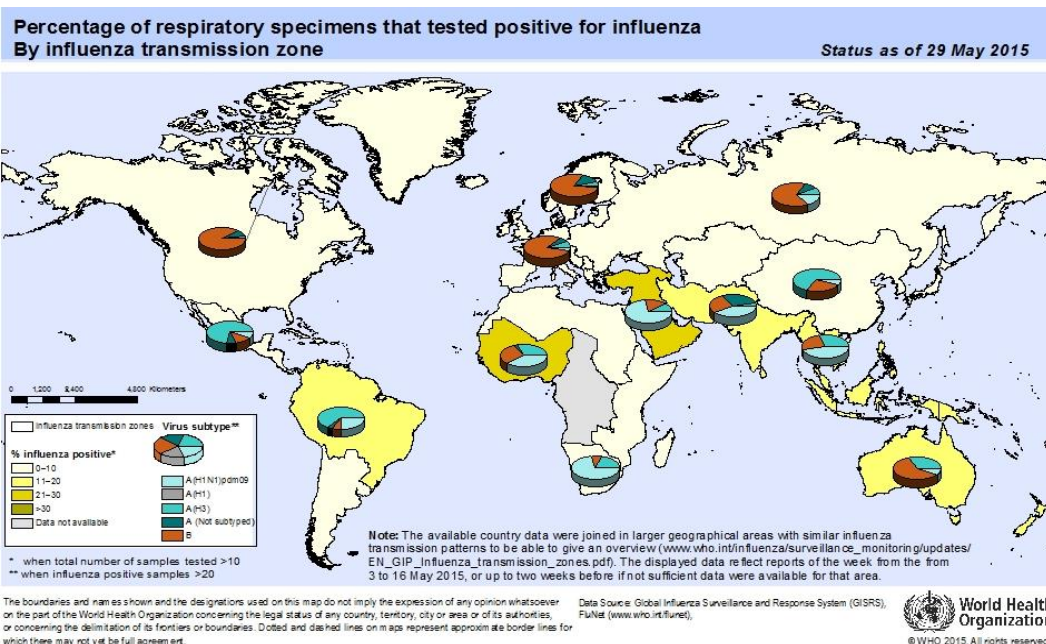 Percentage of respiratory specimens that tested positive for influenza
By influenza transmission zone
Status as of 29 May 2015
0 1,200 2,400 4,800 Kilometers
Influenza transmission zones
Virus subtype**
% influenza positive*
0–10
11–20
21–30
>30
Data not available
A(H1N1)pdm09
A(H1)
A(H3)
A (Not subtyped)
B
* when total number of samples tested >10
** when influenza positive samples >20
Note: The available country data were joined in larger geographical areas with similar influenza
transmission patterns to be able to give an overview (www.who.int/influenza/surveillance_monitoring/updates/
EN_GIP_Influenza_transmission_zones.pdf). The displayed data reflect reports of the week from the from
3 to 16 May 2015, or up to two weeks before if not sufficient data were available for that area.
The boundaries and names shown and the designations used on this map do not imply the expression of any opinion whatsoever
on the part of the World Health Organization concerning the legal status of any country, territory, city or area or of its authorities,
or concerning the delimitation of its frontiers or boundaries. Dotted and dashed lines on maps represent approximate border lines for
which there may not yet be full agreement.
Data Source: Global Influenza Surveillance and Response System (GISRS),
FluNet (www.who.int/flunet),
World Health
Organization
© WHO 2015. All rights reserved